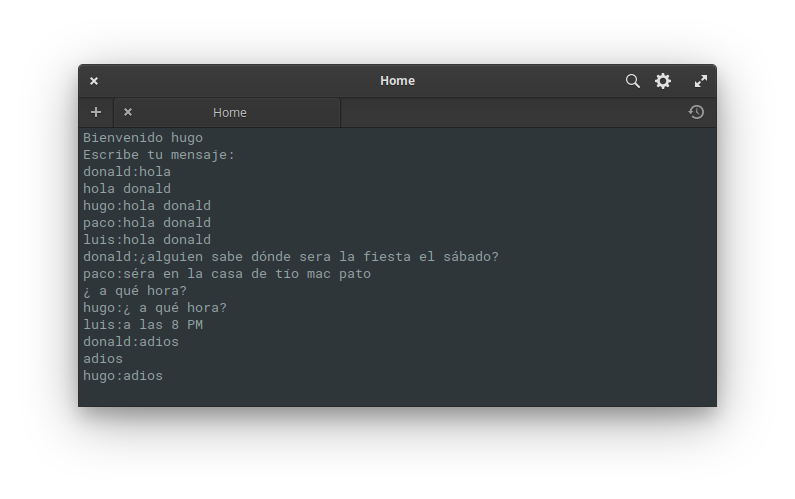 Home
Home
Bienvenido hugo
Escribe tu mensaje:
donald:hola
hola donald
hugo:hola donald
paco:hola donald
luis:hola donald
donald:¿alguien sabe dónde sera la fiesta el sábado?
paco:séra en la casa de tío mac pato
¿ a qué hora?
hugo:¿ a qué hora?
luis:a las 8 PM
donald:adios
adios
hugo:adios